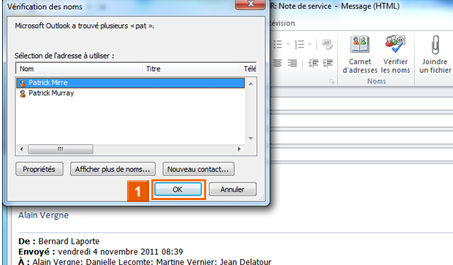 Vérification des noms
R: Note de service - Message (HTML)
Microsoft Outlook a trouvé plusieurs « pat ».
Révision
Sélection de l'adresse à utiliser :
Nom Titre Télé
Patrick Mirre
Patrick Murray
Carnet d'adresses
Vérifier les noms
Joindre un fichier
Noms
Propriétés Afficher plus de noms... Nouveau contact...
1 OK Annuler
Alain Vergne
De : Bernard Laporte
Envoyé : vendredi 4 novembre 2011 08:39
À : Alain Vergne; Danielle Lecomte; Martine Vernier; Jean Delatour